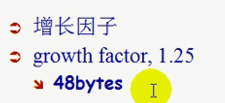 增长因子
growth factor, 1.25
48bytes